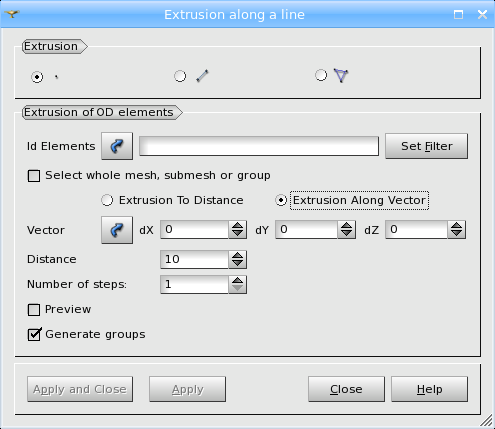 Extrusion along a line
Extrusion
Extrusion of 0D elements
Id Elements
Set Filter
Select whole mesh, submesh or group
Extrusion To Distance Extrusion Along Vector
Vector dX 0 dY 0 dZ 0
Distance 10
Number of steps: 1
Preview
Generate groups
Apply and Close Apply Close Help